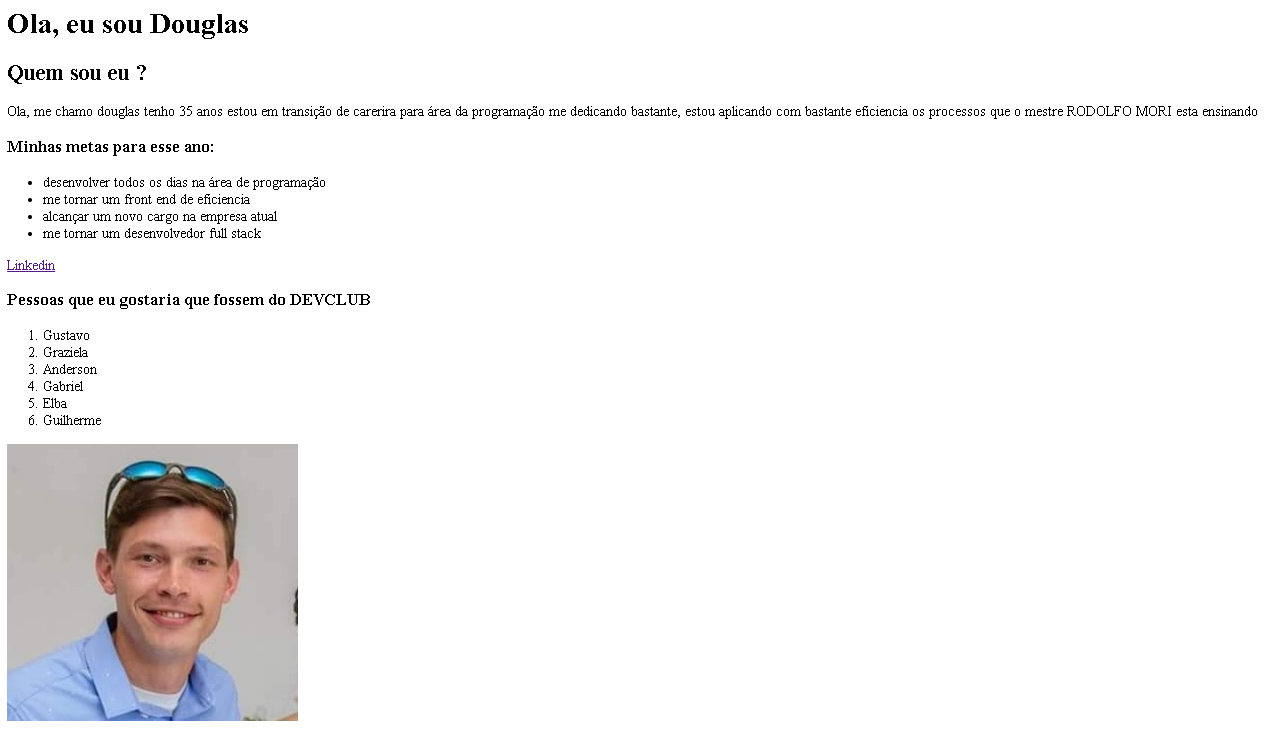 Ola, eu sou Douglas
Quem sou eu ?
Ola, me chamo douglas tenho 35 anos estou em transição de carerira para área da programação me dedicando bastante, estou aplicando com bastante eficiencia os processos que o mestre RODOLFO MORI esta ensinando
Minhas metas para esse ano:
• desenvolver todos os dias na área de programação
• me tornar um front end de eficiencia
• alcançar um novo cargo na empresa atual
• me tornar um desenvolvedor full stack
Linkedin
Pessoas que eu gostaria que fossem do DEVCLUB
1. Gustavo
2. Graziela
3. Anderson
4. Gabriel
5. Elba
6. Guilherme